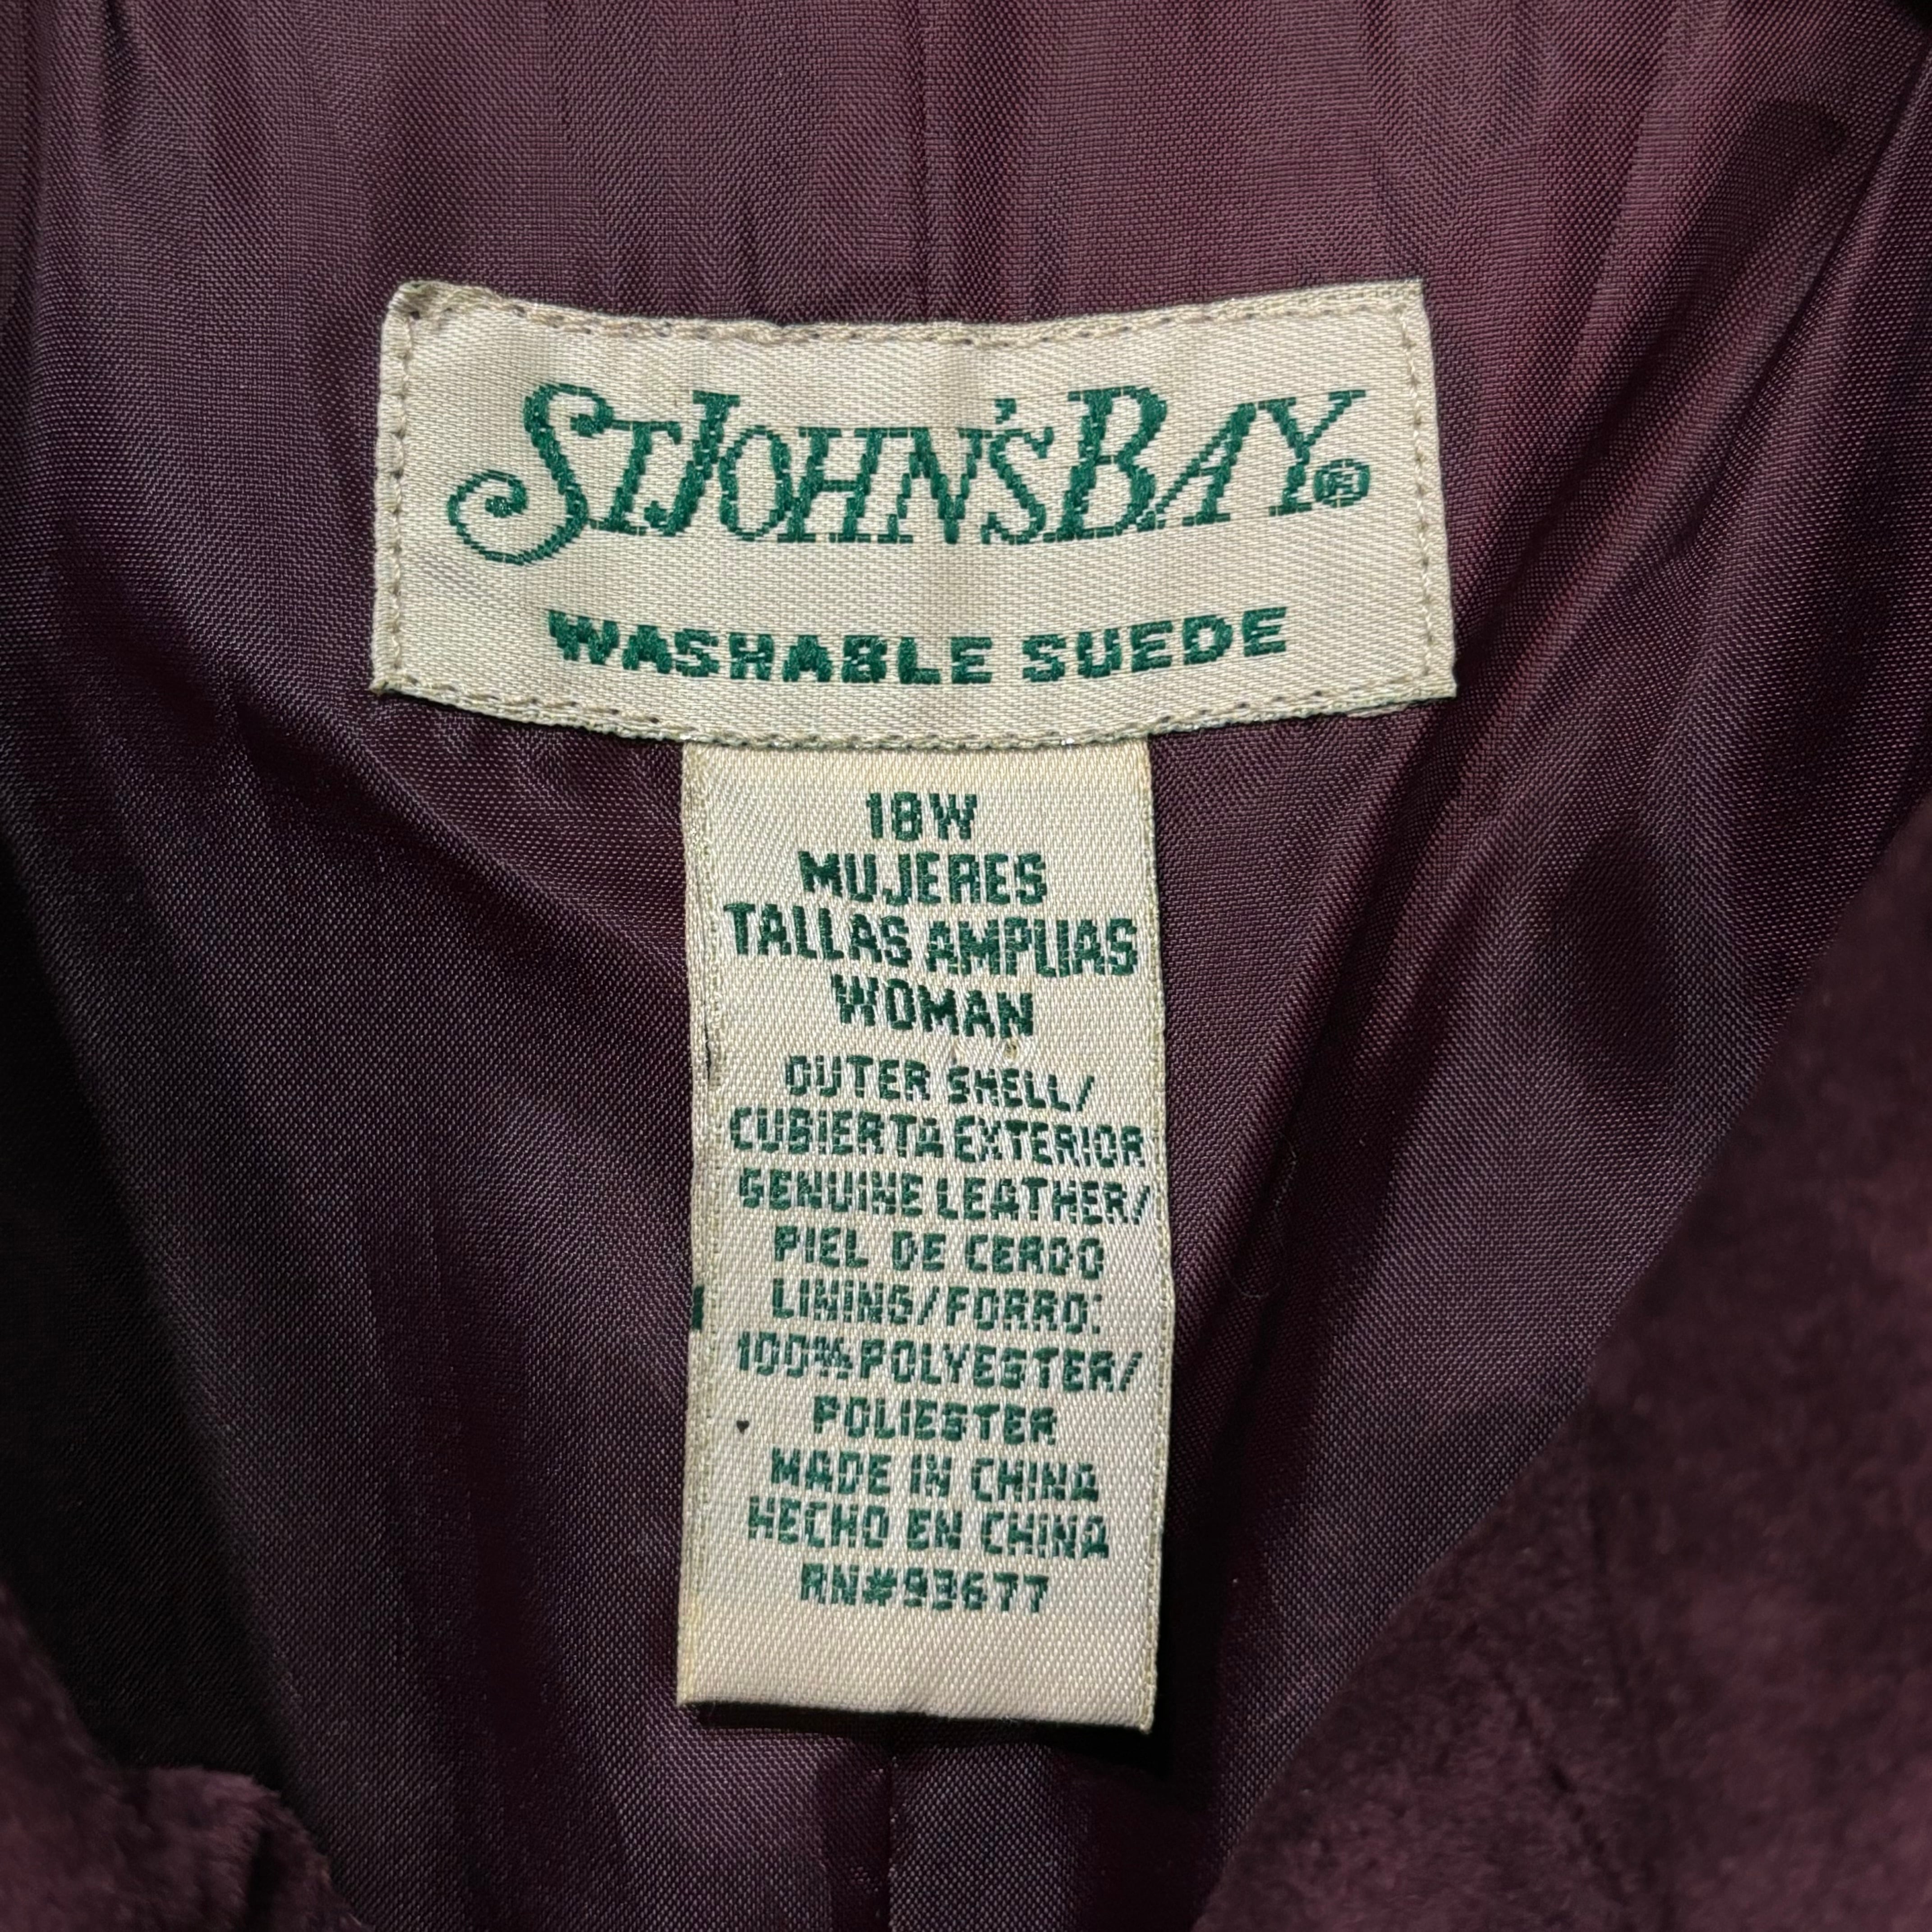 ST JOHN'S BAY®
WASHABLE SUEDE
18W
MUJERES
TALLAS AMPLIAS
WOMAN
OUTER SHELL/
CUBIERTA EXTERIOR
GENUINE LEATHER/
PIEL DE CERDO
LINING/FORRO:
100%POLYESTER/
POLIESTER
MADE IN CHINA
HECHO EN CHINA
RN#93677